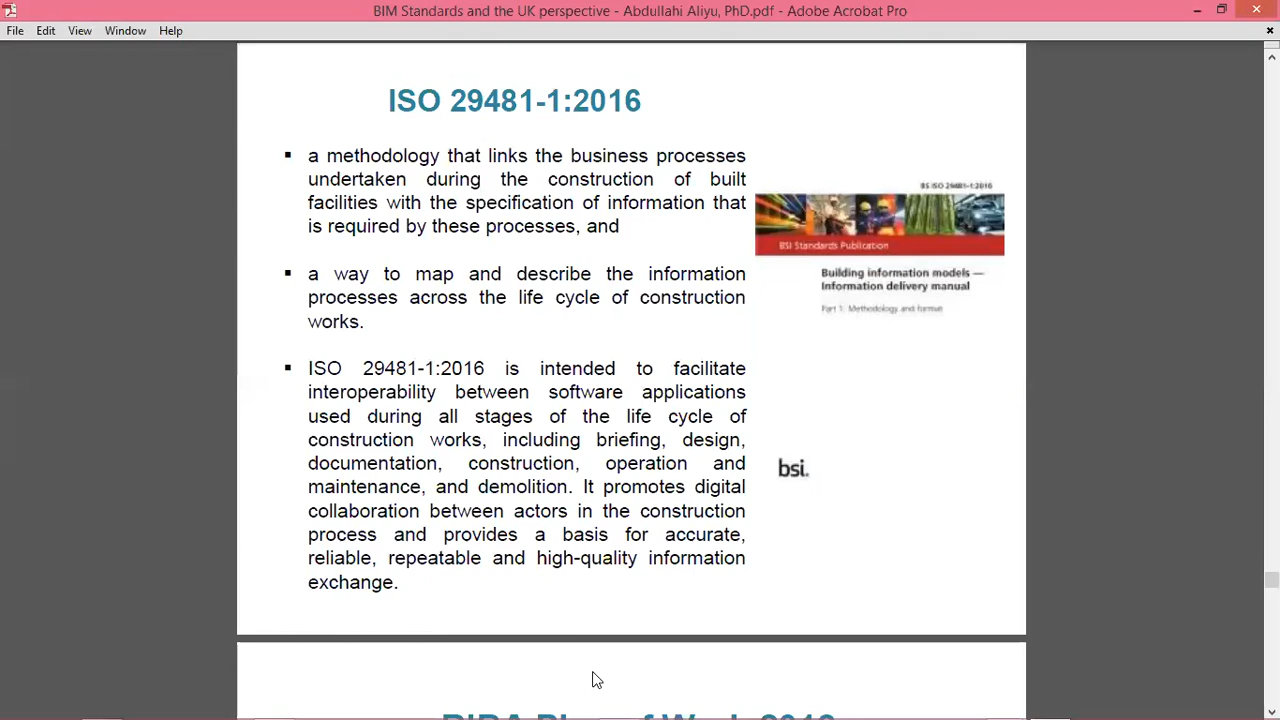 BIM Standards and the UK perspective - Abdullahi Aliyu, PhD.pdf - Adobe Acrobat Pro
File Edit View Window Help
ISO 29481-1:2016
▪ a methodology that links the business processes
undertaken during the construction of built
facilities with the specification of information that
is required by these processes, and
▪ a way to map and describe the information
processes across the life cycle of construction
works.
▪ ISO 29481-1:2016 is intended to facilitate
interoperability between software applications
used during all stages of the life cycle of
construction works, including briefing, design,
documentation, construction, operation and
maintenance, and demolition. It promotes digital
collaboration between actors in the construction
process and provides a basis for accurate,
reliable, repeatable and high-quality information
exchange.
BS ISO 29481-1:2016
BSI Standards Publication
Building information models —
Information delivery manual
Part 1: Methodology and format
bsi.
RIBA Plan of Work 2013